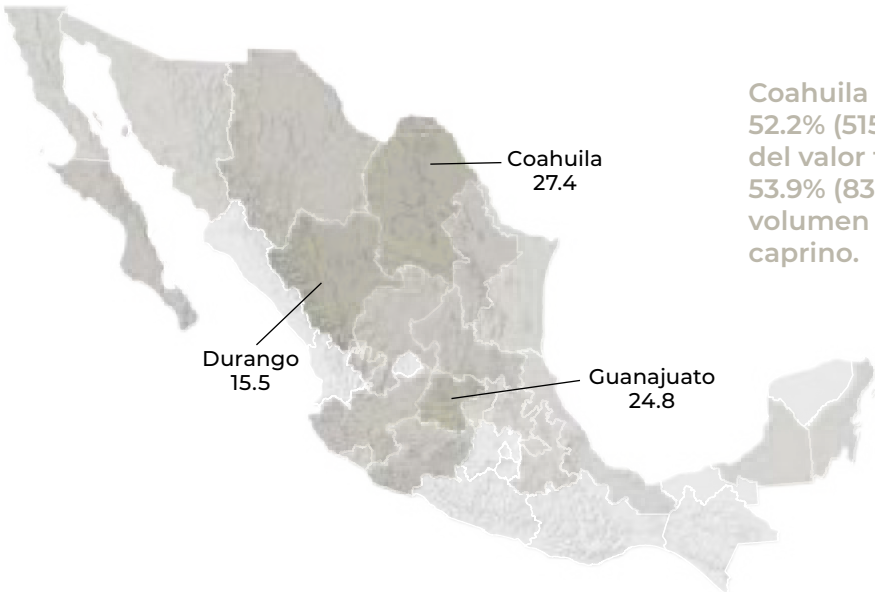 Coahuila
52.2% (515
del valor
53.9% (83
volumen
caprino.
Coahuila
27.4
Durango
15.5
Guanajuato
24.8